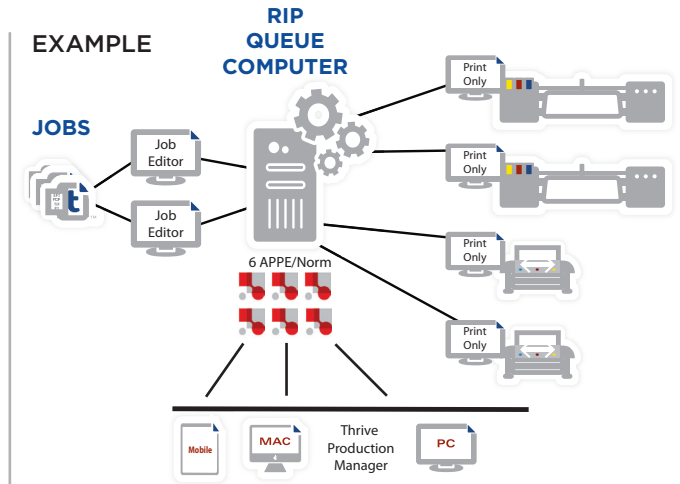 EXAMPLE
RIP
QUEUE
COMPUTER
JOBS
t
Job
Editor
Job
Editor
Print
Only
Print
Only
Print
Only
Print
Only
6 APPE/Norm
Mobile
MAC
Thrive
Production
Manager
PC